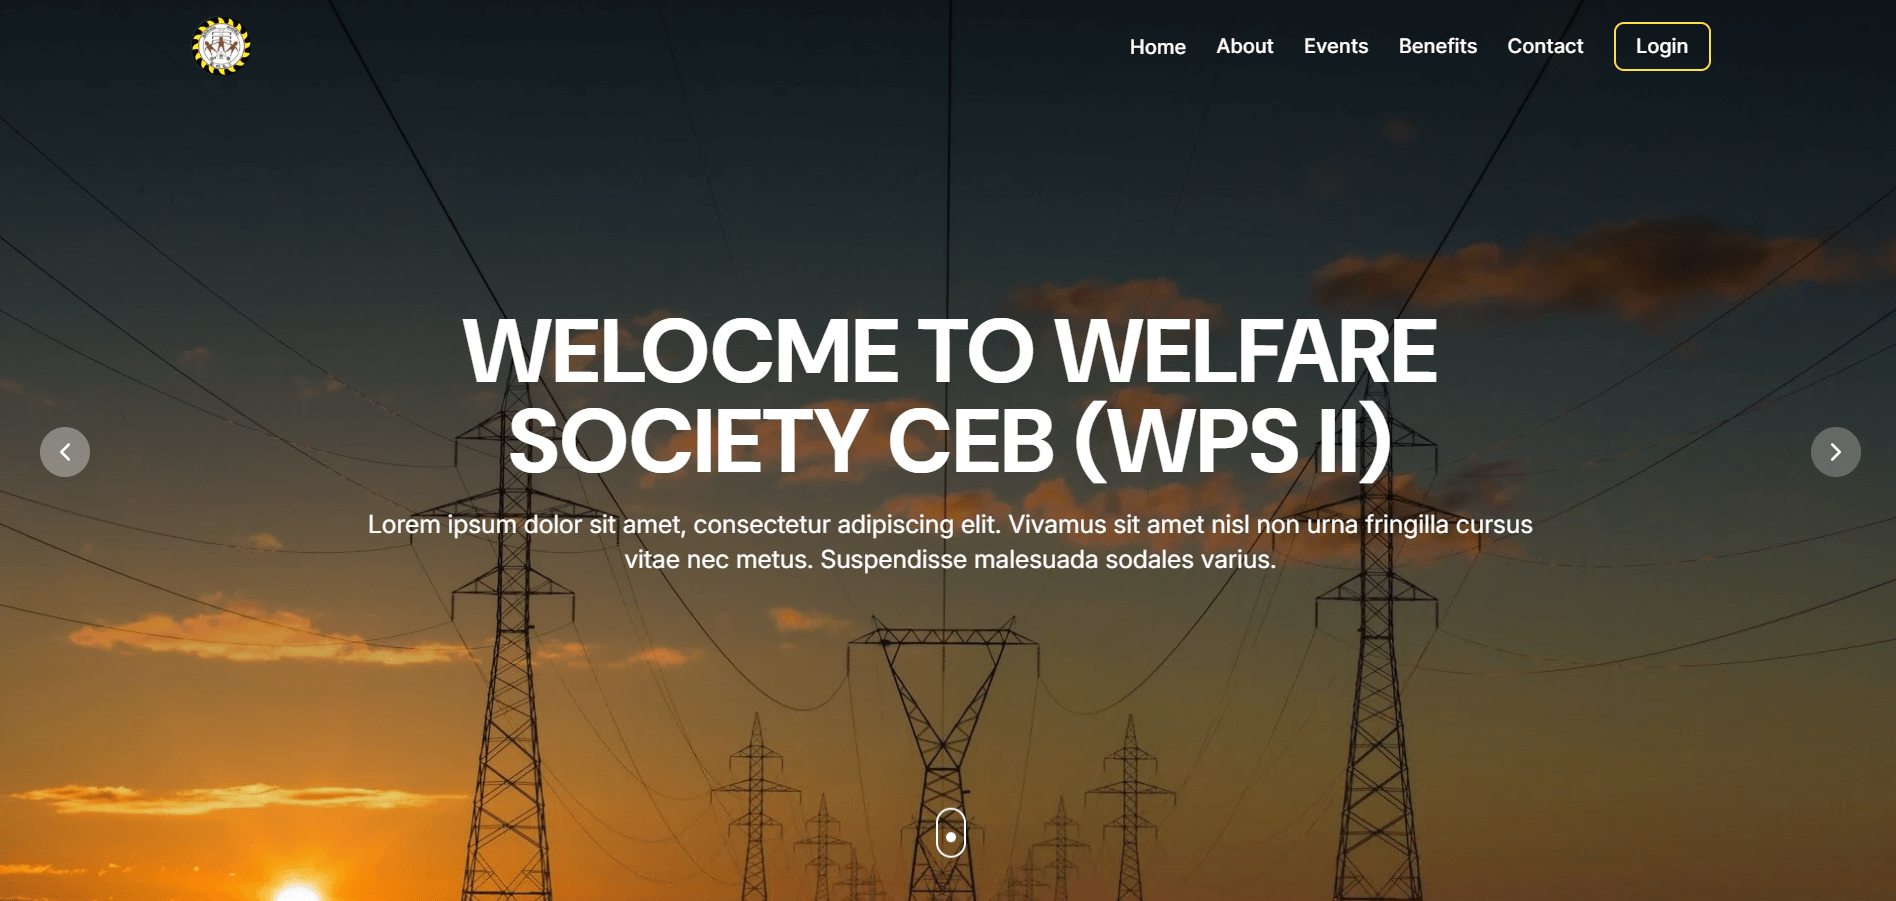 Home About Events Benefits Contact Login
WELOCME TO WELFARE
SOCIETY CEB (WPS II)
Lorem ipsum dolor sit amet, consectetur adipiscing elit. Vivamus sit amet nisl non urna fringilla cursus
vitae nec metus. Suspendisse malesuada sodales varius.